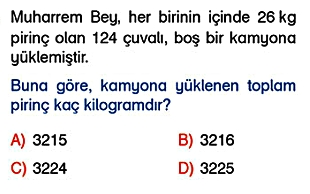 Muharrem Bey, her birinin içinde 26 kg
pirinç olan 124 çuvalı, boş bir kamyona
yüklemiştir.
Buna göre, kamyona yüklenen toplam
pirinç kaç kilogramdır?
A) 3215 B) 3216
C) 3224 D) 3225